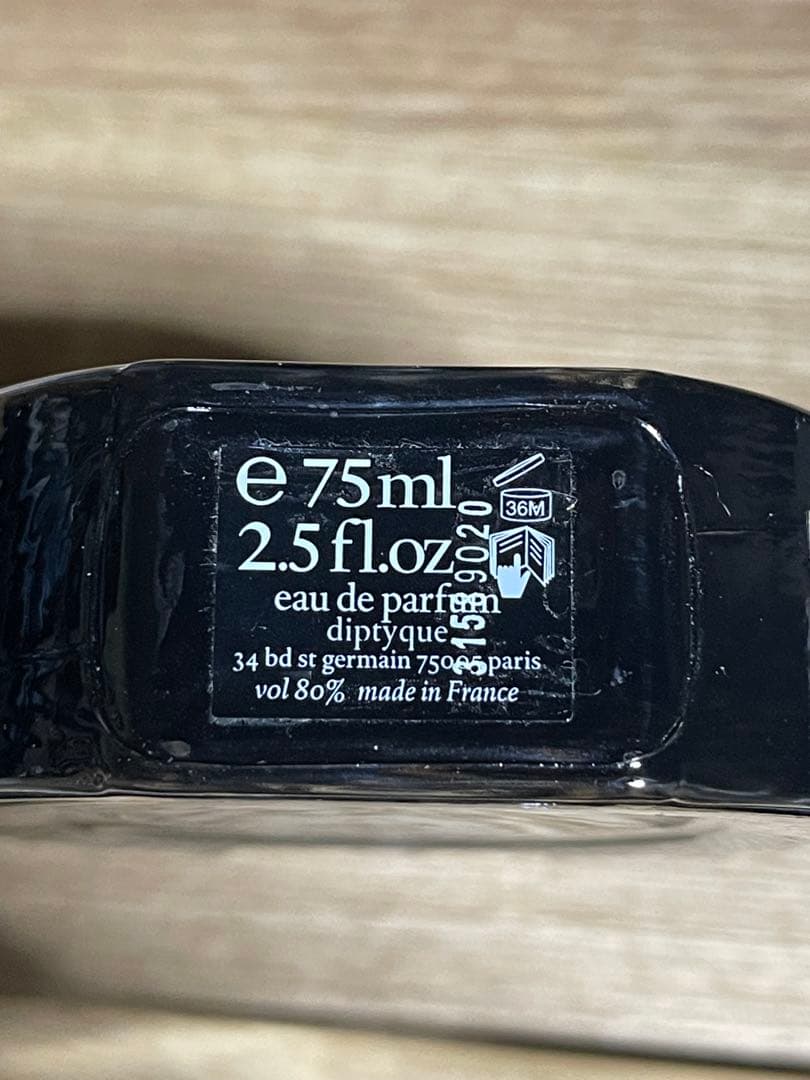 e 75ml
2.5 fl.oz
36M
eau de parfum
diptyque
34 bd st germain 75005 paris
vol 80% made in France